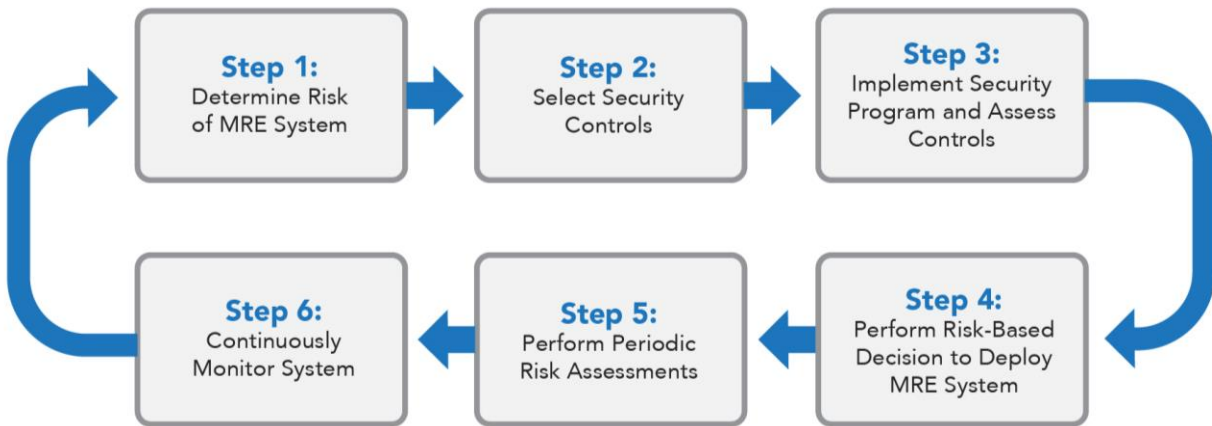 Step 1:
Determine Risk
of MRE System
Step 2:
Select Security
Controls
Step 3:
Implement Security
Program and Assess
Controls
Step 4:
Perform Risk-Based
Decision to Deploy
MRE System
Step 5:
Perform Periodic
Risk Assessments
Step 6:
Continuously
Monitor System